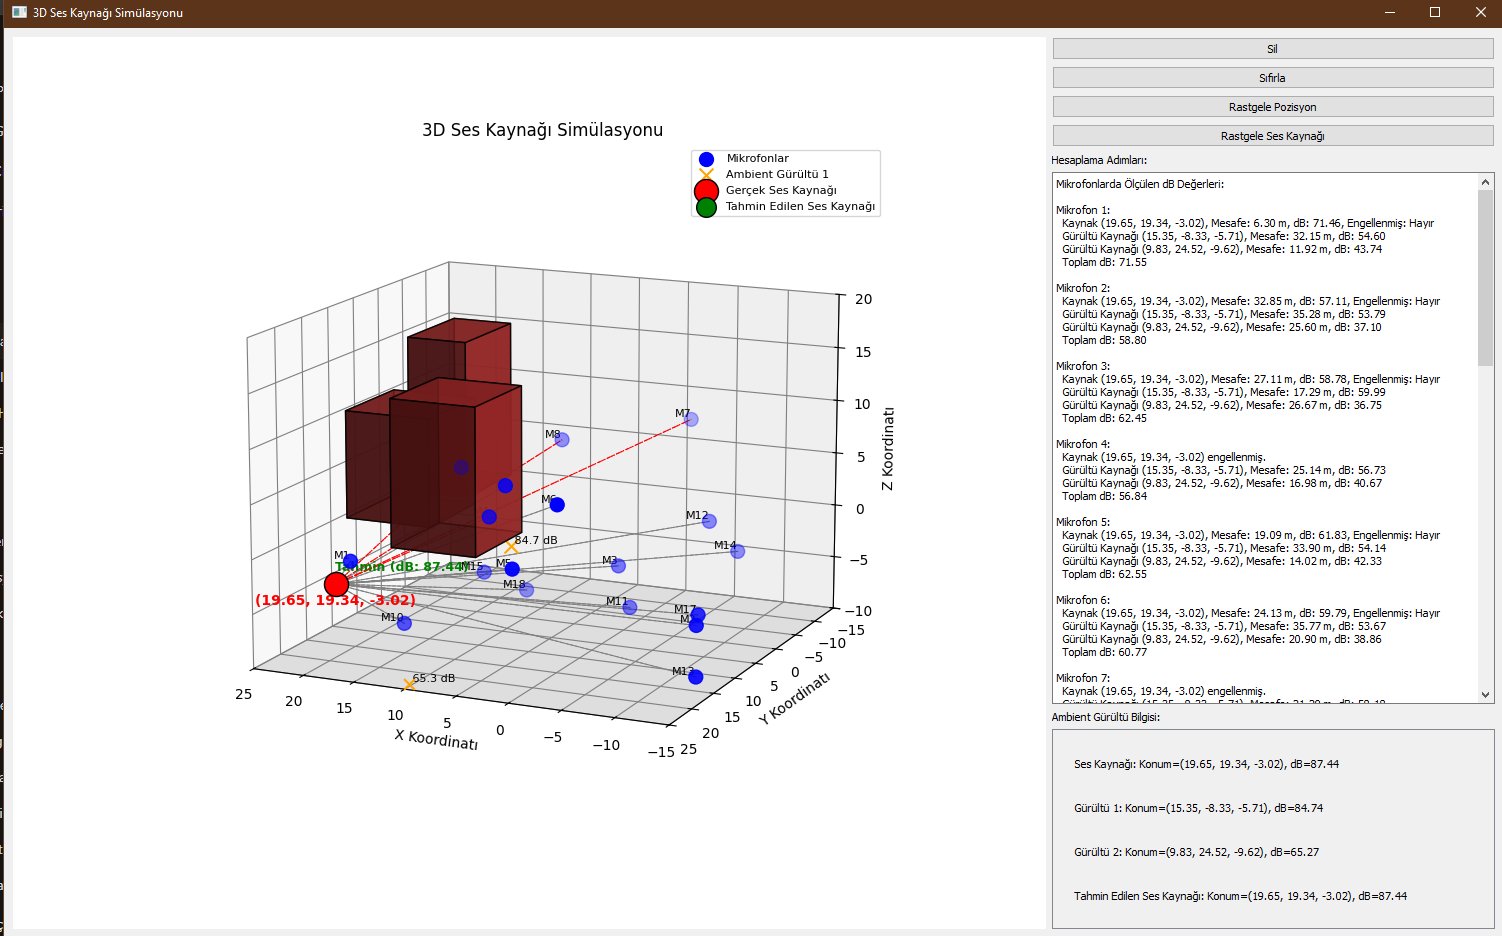 3D Ses Kaynağı Simülasyonu
3D Ses Kaynağı Simülasyonu
Mikrofonlar
Ambient Gürültü 1
Gerçek Ses Kaynağı
Tahmin Edilen Ses Kaynağı
20
15
10
5
0
−5
−10
Z Koordinatı
M7
M8
M6
M12
M14
84.7 dB
M3
M1
M5
M15
Tahmin (dB: 87.44)
M18
(19.65, 19.34, -3.02)
M11
M17
M10
M13
65.3 dB
25
20
15
10
5
0
−5
−10
−15
X Koordinatı
−15
−10
−5
0
5
10
15
20
25
Y Koordinatı
Sil
Sıfırla
Rastgele Pozisyon
Rastgele Ses Kaynağı
Hesaplama Adımları:
Mikrofonlarda Ölçülen dB Değerleri:
Mikrofon 1:
Kaynak (19.65, 19.34, -3.02), Mesafe: 6.30 m, dB: 71.46, Engellenmiş: Hayır
Gürültü Kaynağı (15.35, -8.33, -5.71), Mesafe: 32.15 m, dB: 54.60
Gürültü Kaynağı (9.83, 24.52, -9.62), Mesafe: 11.92 m, dB: 43.74
Toplam dB: 71.55
Mikrofon 2:
Kaynak (19.65, 19.34, -3.02), Mesafe: 32.85 m, dB: 57.11, Engellenmiş: Hayır
Gürültü Kaynağı (15.35, -8.33, -5.71), Mesafe: 35.28 m, dB: 53.79
Gürültü Kaynağı (9.83, 24.52, -9.62), Mesafe: 25.60 m, dB: 37.10
Toplam dB: 58.80
Mikrofon 3:
Kaynak (19.65, 19.34, -3.02), Mesafe: 27.11 m, dB: 58.78, Engellenmiş: Hayır
Gürültü Kaynağı (15.35, -8.33, -5.71), Mesafe: 17.29 m, dB: 59.99
Gürültü Kaynağı (9.83, 24.52, -9.62), Mesafe: 26.67 m, dB: 36.75
Toplam dB: 62.45
Mikrofon 4:
Kaynak (19.65, 19.34, -3.02) engellenmiş.
Gürültü Kaynağı (15.35, -8.33, -5.71), Mesafe: 25.14 m, dB: 56.73
Gürültü Kaynağı (9.83, 24.52, -9.62), Mesafe: 16.98 m, dB: 40.67
Toplam dB: 56.84
Mikrofon 5:
Kaynak (19.65, 19.34, -3.02), Mesafe: 19.09 m, dB: 61.83, Engellenmiş: Hayır
Gürültü Kaynağı (15.35, -8.33, -5.71), Mesafe: 33.90 m, dB: 54.14
Gürültü Kaynağı (9.83, 24.52, -9.62), Mesafe: 14.02 m, dB: 42.33
Toplam dB: 62.55
Mikrofon 6:
Kaynak (19.65, 19.34, -3.02), Mesafe: 24.13 m, dB: 59.79, Engellenmiş: Hayır
Gürültü Kaynağı (15.35, -8.33, -5.71), Mesafe: 35.77 m, dB: 53.67
Gürültü Kaynağı (9.83, 24.52, -9.62), Mesafe: 20.90 m, dB: 38.86
Toplam dB: 60.77
Mikrofon 7:
Kaynak (19.65, 19.34, -3.02) engellenmiş.
Ambient Gürültü Bilgisi:
Ses Kaynağı: Konum=(19.65, 19.34, -3.02), dB=87.44
Gürültü 1: Konum=(15.35, -8.33, -5.71), dB=84.74
Gürültü 2: Konum=(9.83, 24.52, -9.62), dB=65.27
Tahmin Edilen Ses Kaynağı: Konum=(19.65, 19.34, -3.02), dB=87.44